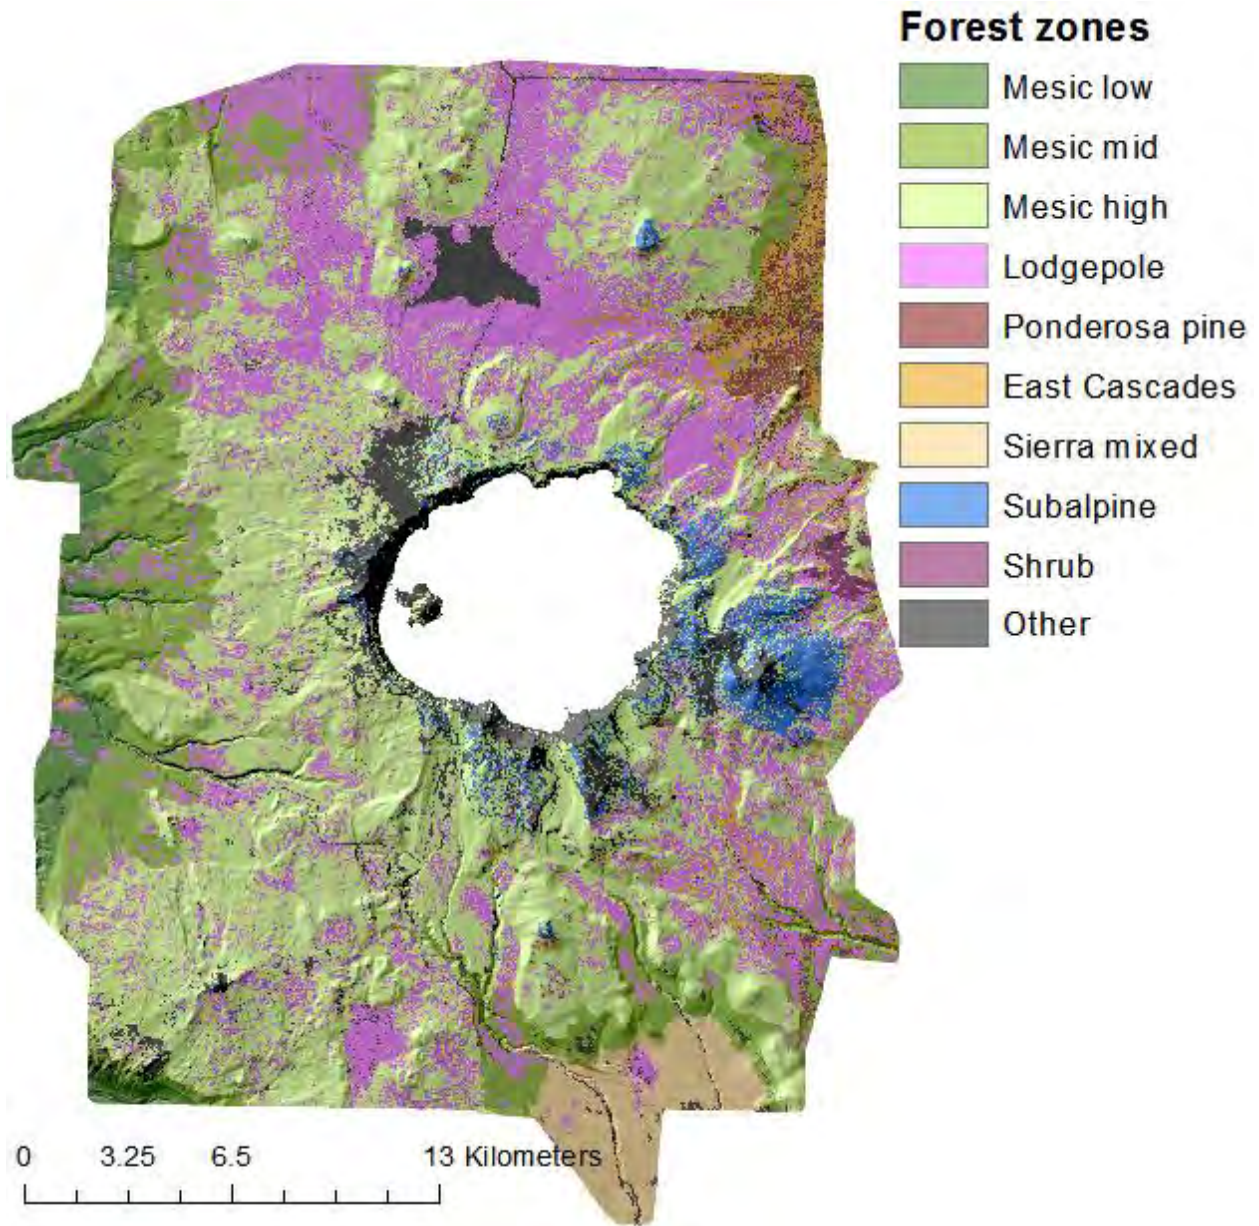 Forest zones
Mesic low
Mesic mid
Mesic high
Lodgepole
Ponderosa pine
East Cascades
Sierra mixed
Subalpine
Shrub
Other
0 3.25 6.5 13 Kilometers